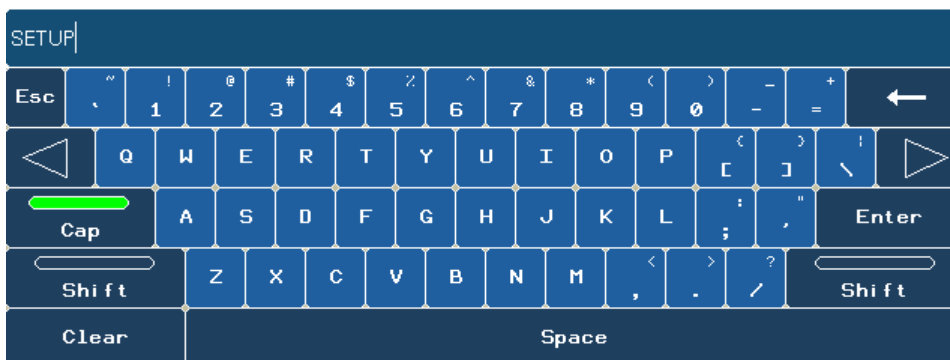 SETUP
Esc ~ ` ! 1 @ 2 # 3 $ 4 % 5 ^ 6 & 7 * 8 ( 9 ) 0 _ - + =
Q W E R T Y U I O P { [ } ] | \
Cap A S D F G H J K L : ; " ' Enter
Shift Z X C V B N M < , > . ? / Shift
Clear Space